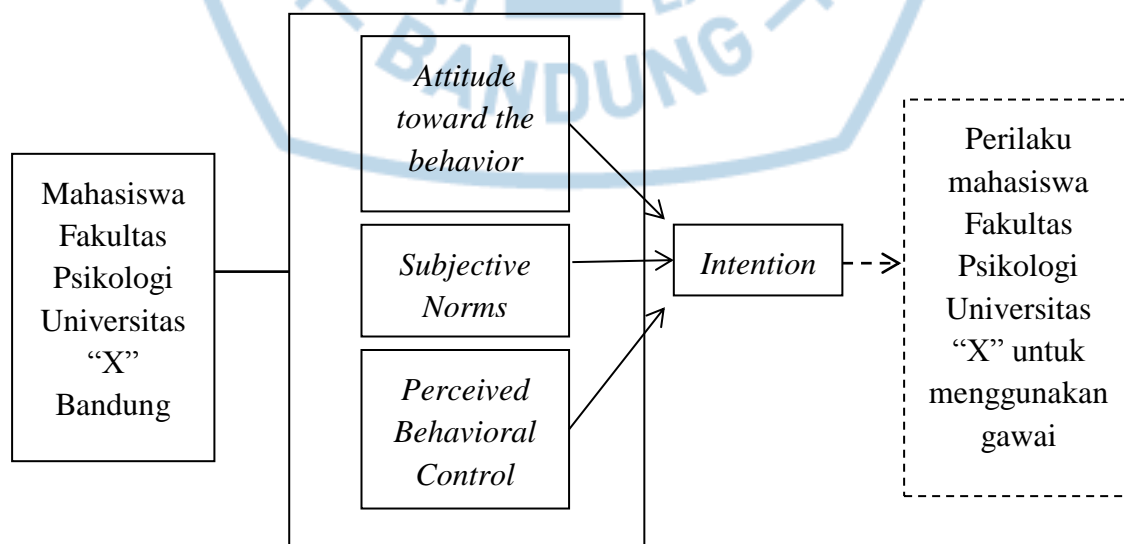 BANDUNG
Mahasiswa
Fakultas
Psikologi
Universitas
“X”
Bandung
Attitude
toward the
behavior
Subjective
Norms
Perceived
Behavioral
Control
Intention
Perilaku
mahasiswa
Fakultas
Psikologi
Universitas
“X” untuk
menggunakan
gawai